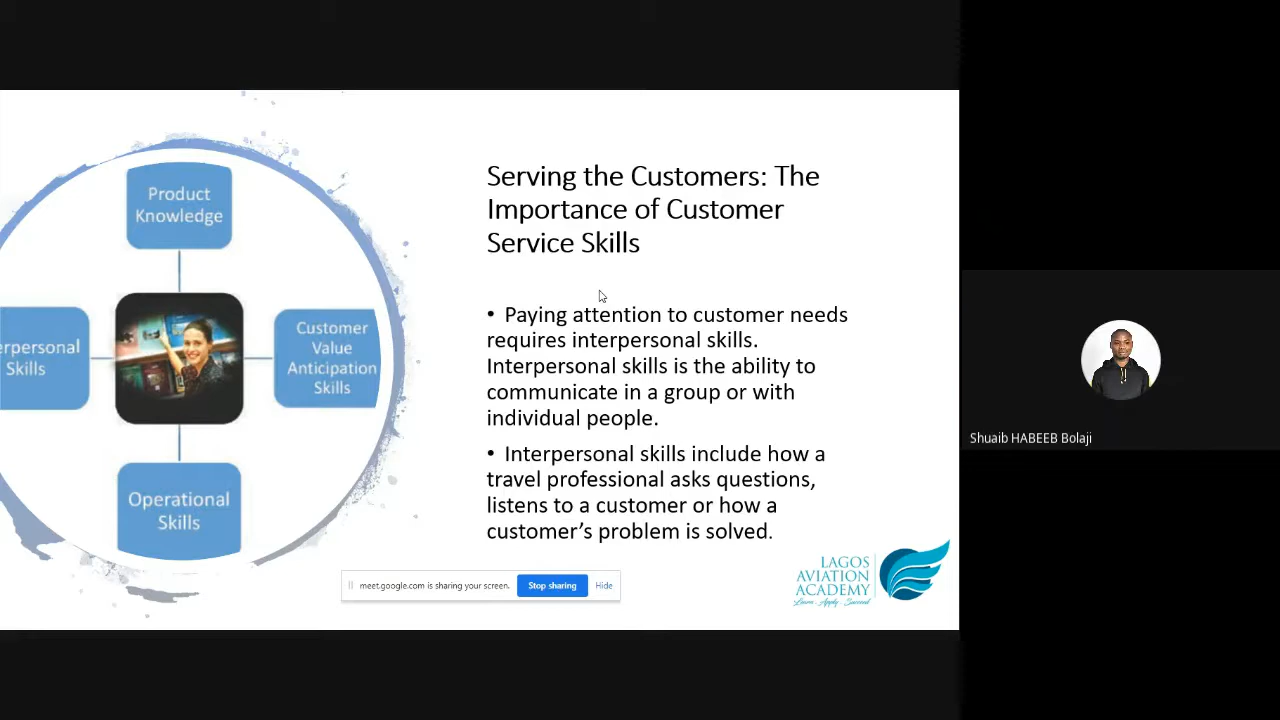 Product
Knowledge
erpersonal
Skills
Customer
Value
Anticipation
Skills
Operational
Skills
Serving the Customers: The
Importance of Customer
Service Skills
• Paying attention to customer needs
requires interpersonal skills.
Interpersonal skills is the ability to
communicate in a group or with
individual people.
• Interpersonal skills include how a
travel professional asks questions,
listens to a customer or how a
customer's problem is solved.
meet.google.com is sharing your screen. Stop sharing Hide
LAGOS
AVIATION
ACADEMY
Learn . Apply . Succeed
Shuaib HABEEB Bolaji